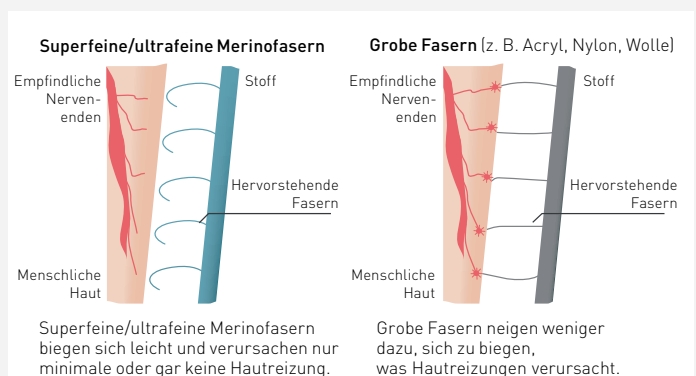 Superfeine/ultrafeine Merinofasern
Empfindliche
Nerven-
enden
Stoff
Hervorstehende
Fasern
Menschliche
Haut
Superfeine/ultrafeine Merinofasern
biegen sich leicht und verursachen nur
minimale oder gar keine Hautreizung.
Grobe Fasern (z. B. Acryl, Nylon, Wolle)
Empfindliche
Nerven-
enden
Stoff
Hervorstehende
Fasern
Menschliche
Haut
Grobe Fasern neigen weniger
dazu, sich zu biegen,
was Hautreizungen verursacht.